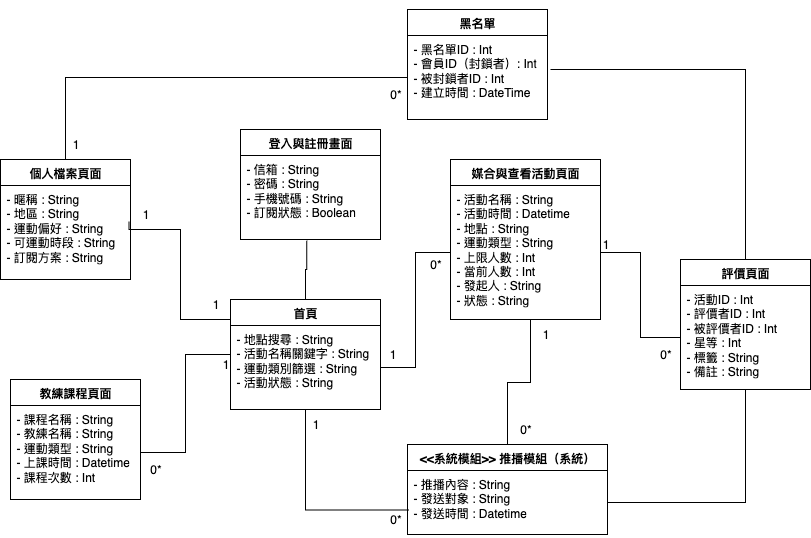 黑名單
- 黑名單ID : Int
- 會員ID（封鎖者）: Int
- 被封鎖者ID : Int
- 建立時間 : DateTime
0*
1
登入與註冊畫面
- 信箱 : String
- 密碼 : String
- 手機號碼 : String
- 訂閱狀態 : Boolean
個人檔案頁面
- 暱稱 : String
- 地區 : String
- 運動偏好 : String
- 可運動時段 : String
- 訂閱方案 : String
1
1
媒合與查看活動頁面
- 活動名稱 : String
- 活動時間 : Datetime
- 地點 : String
- 運動類型 : String
- 上限人數 : Int
- 當前人數 : Int
- 發起人 : String
- 狀態 : String
0*
1
1
評價頁面
- 活動ID : Int
- 評價者ID : Int
- 被評價者ID : Int
- 星等 : Int
- 標籤 : String
- 備註 : String
0*
首頁
- 地點搜尋 : String
- 活動名稱關鍵字 : String
- 運動類別篩選 : String
- 活動狀態 : String
1
1
1
教練課程頁面
- 課程名稱 : String
- 教練名稱 : String
- 運動類型 : String
- 上課時間 : Datetime
- 課程次數 : Int
0*
0*
<<系統模組>> 推播模組（系統）
- 推播內容 : String
- 發送對象 : String
- 發送時間 : Datetime
0*